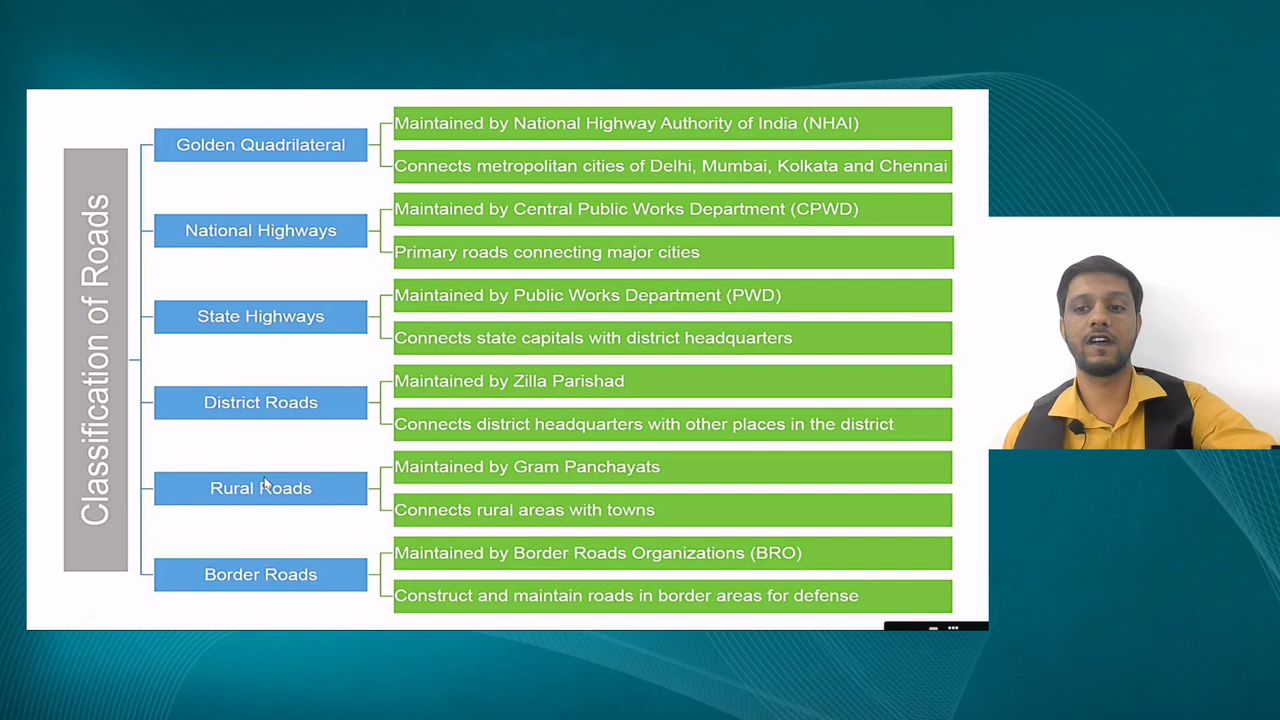 Classification of Roads
Golden Quadrilateral
Maintained by National Highway Authority of India (NHAI)
Connects metropolitan cities of Delhi, Mumbai, Kolkata and Chennai
National Highways
Maintained by Central Public Works Department (CPWD)
Primary roads connecting major cities
State Highways
Maintained by Public Works Department (PWD)
Connects state capitals with district headquarters
District Roads
Maintained by Zilla Parishad
Connects district headquarters with other places in the district
Rural Roads
Maintained by Gram Panchayats
Connects rural areas with towns
Border Roads
Maintained by Border Roads Organizations (BRO)
Construct and maintain roads in border areas for defense